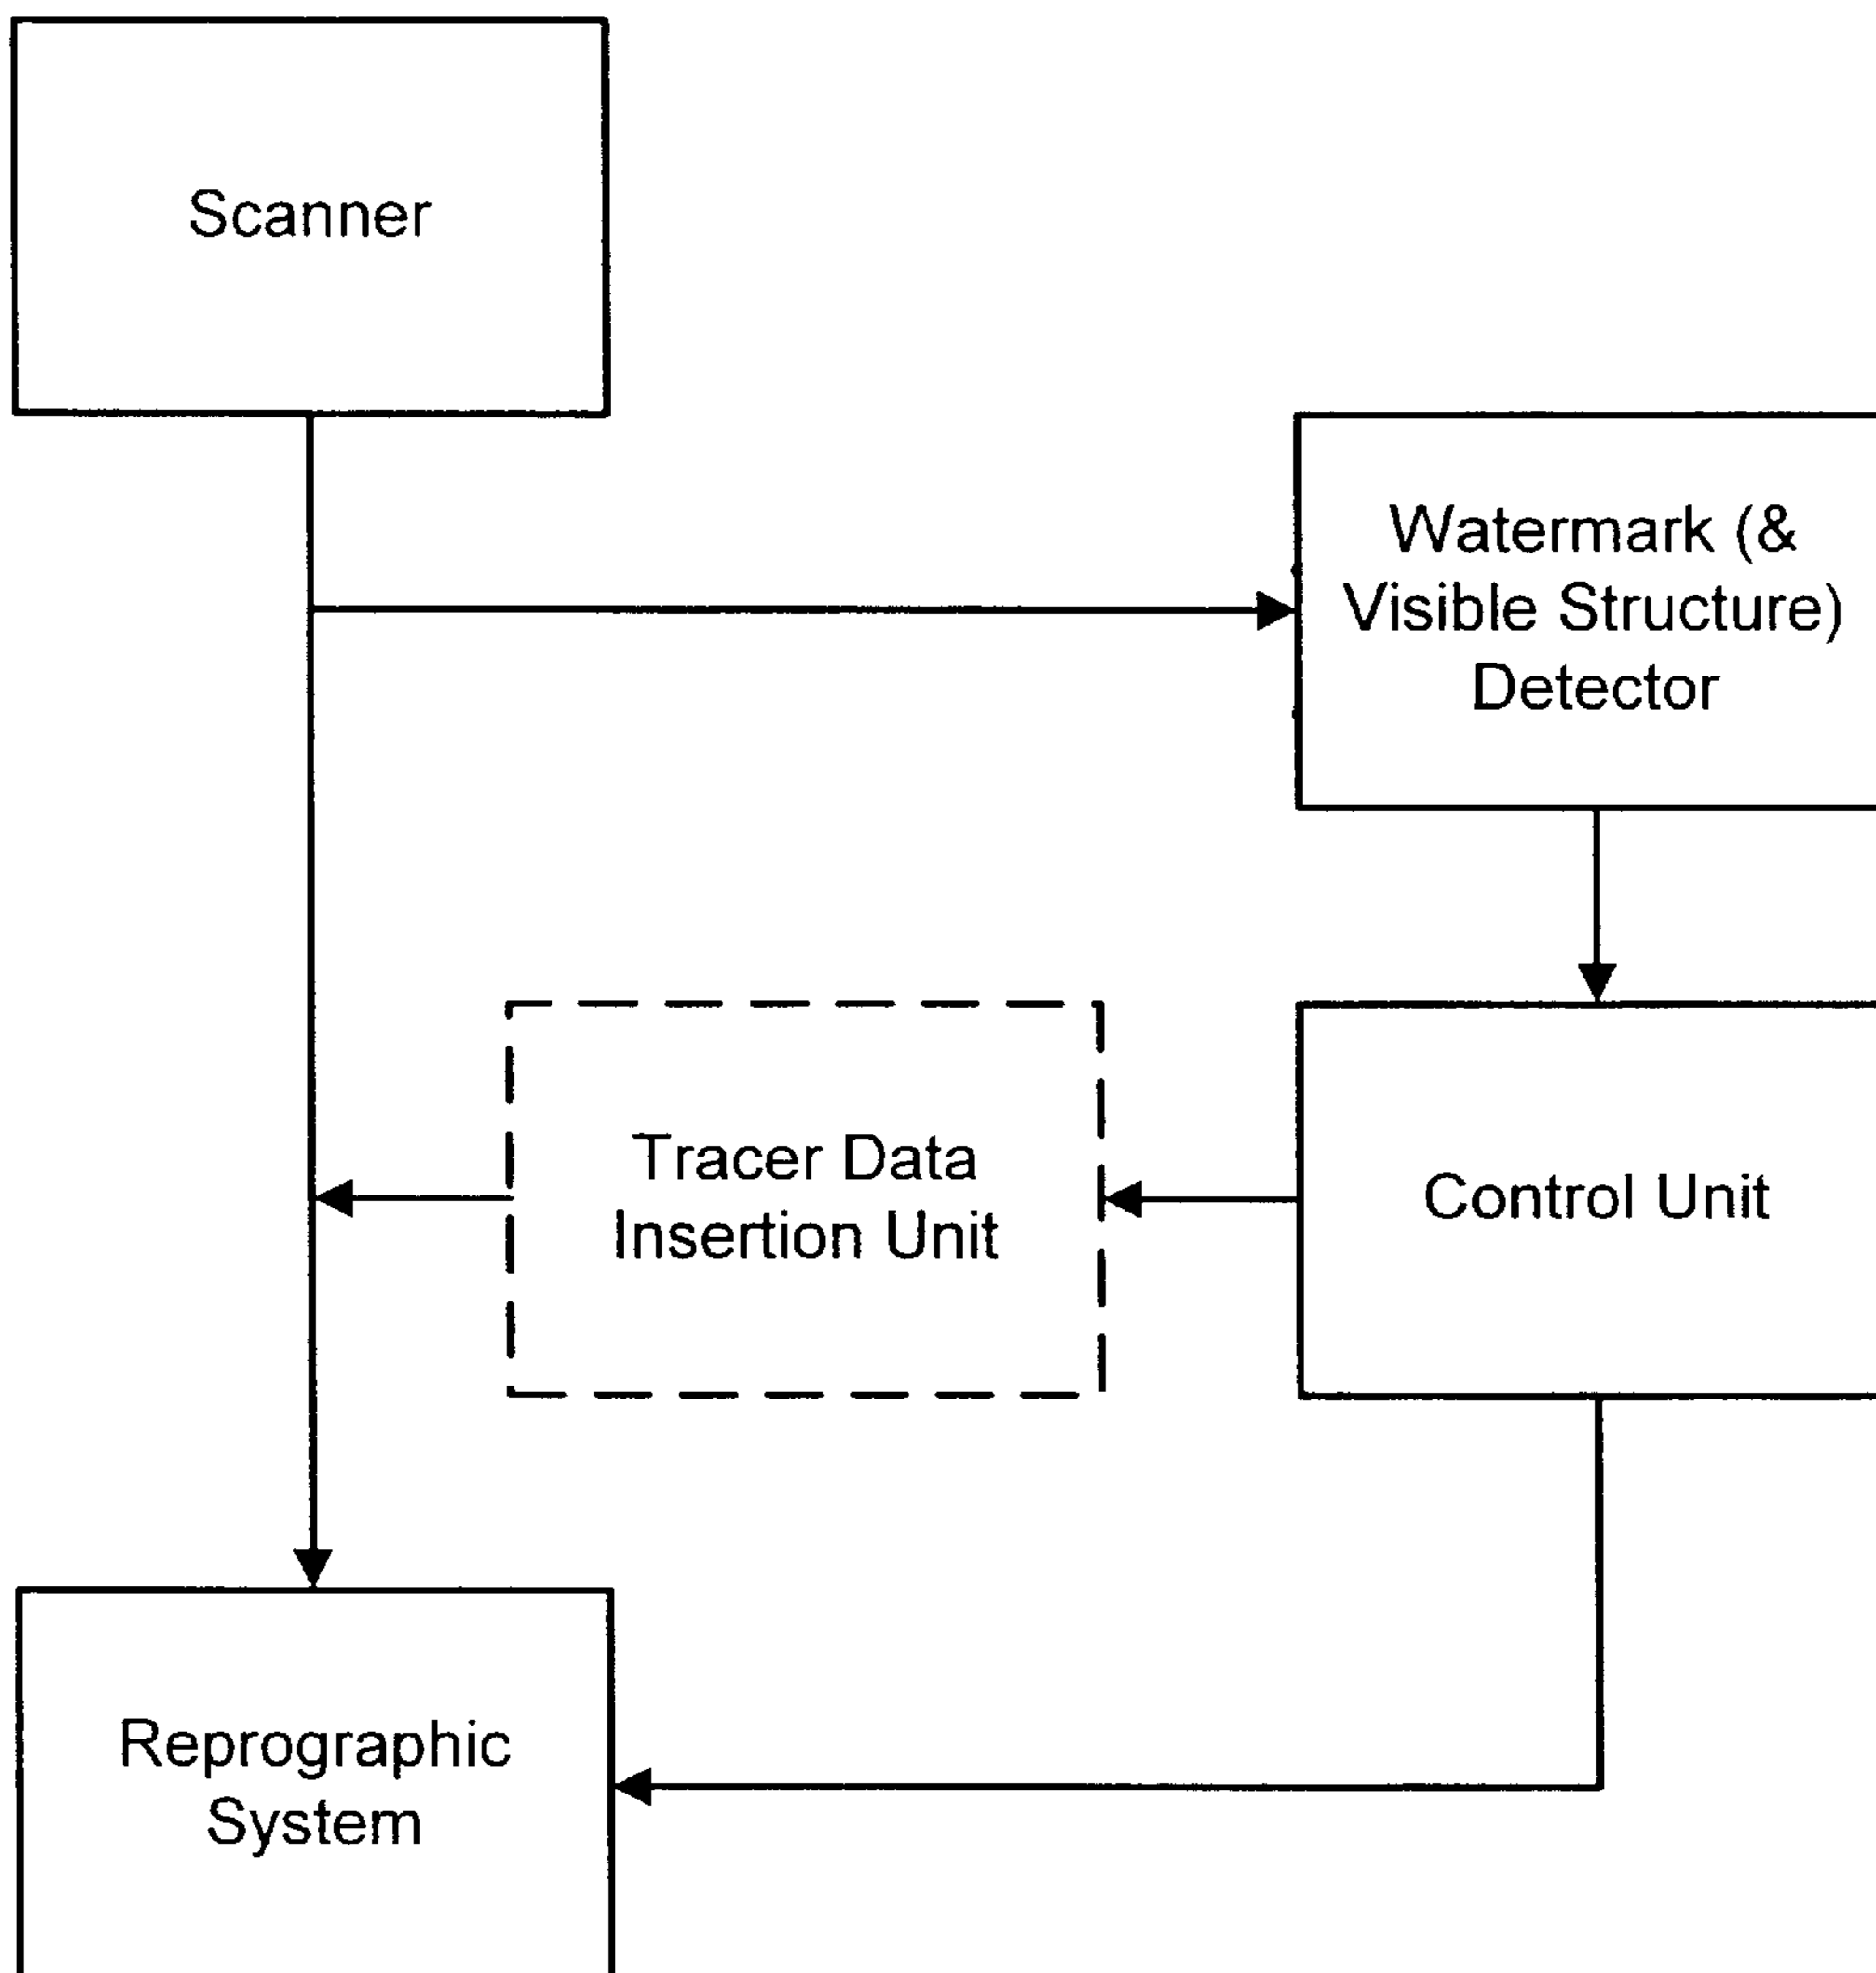 Scanner
Watermark (&
Visible Structure)
Detector
Tracer Data
Insertion Unit
Control Unit
Reprographic
System